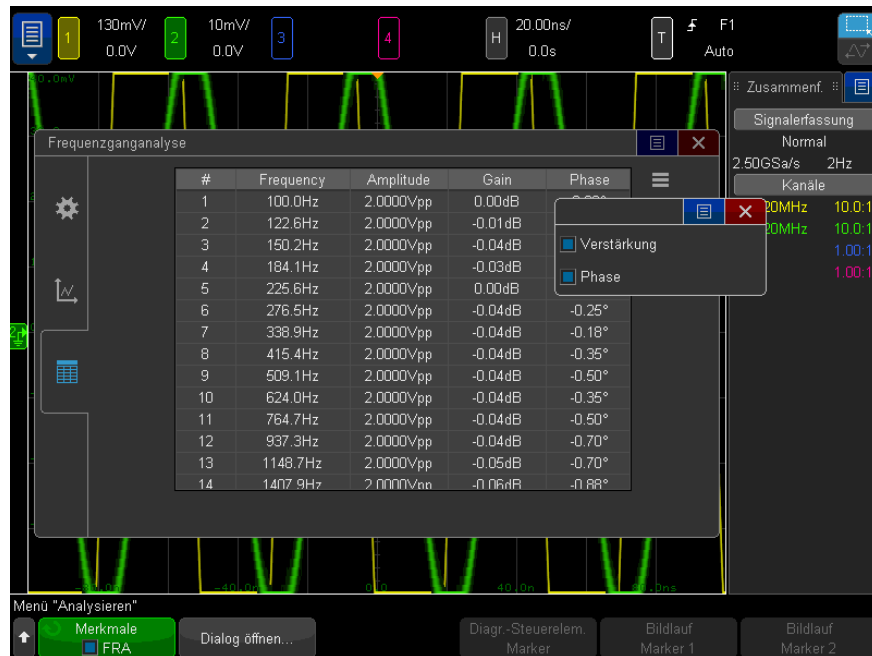 130mV/ 10mV/ 20.00ns/ F1
1 2 3 4 H T
0.0V 0.0V 0.0s Auto
Zusammenf.
Signalerfassung
Normal
2.50GSa/s 2Hz
Kanäle
20MHz 10.0:1
20MHz 10.0:1
1.00:1
1.00:1
Frequenzganganalyse
# Frequency Amplitude Gain Phase
1 100.0Hz 2.0000Vpp 0.00dB
2 122.6Hz 2.0000Vpp -0.01dB
3 150.2Hz 2.0000Vpp -0.04dB
4 184.1Hz 2.0000Vpp -0.03dB
5 225.6Hz 2.0000Vpp 0.00dB
6 276.5Hz 2.0000Vpp -0.04dB -0.25°
7 338.9Hz 2.0000Vpp -0.04dB -0.18°
8 415.4Hz 2.0000Vpp -0.04dB -0.35°
9 509.1Hz 2.0000Vpp -0.04dB -0.50°
10 624.0Hz 2.0000Vpp -0.04dB -0.35°
11 764.7Hz 2.0000Vpp -0.04dB -0.50°
12 937.3Hz 2.0000Vpp -0.04dB -0.70°
13 1148.7Hz 2.0000Vpp -0.05dB -0.70°
14 1407.9Hz 2.0000Vpp -0.06dB -0.88°
Verstärkung
Phase
Menü "Analysieren"
Merkmale
FRA
Dialog öffnen...
Diagr.-Steuerelem.
Marker
Bildlauf
Marker 1
Bildlauf
Marker 2